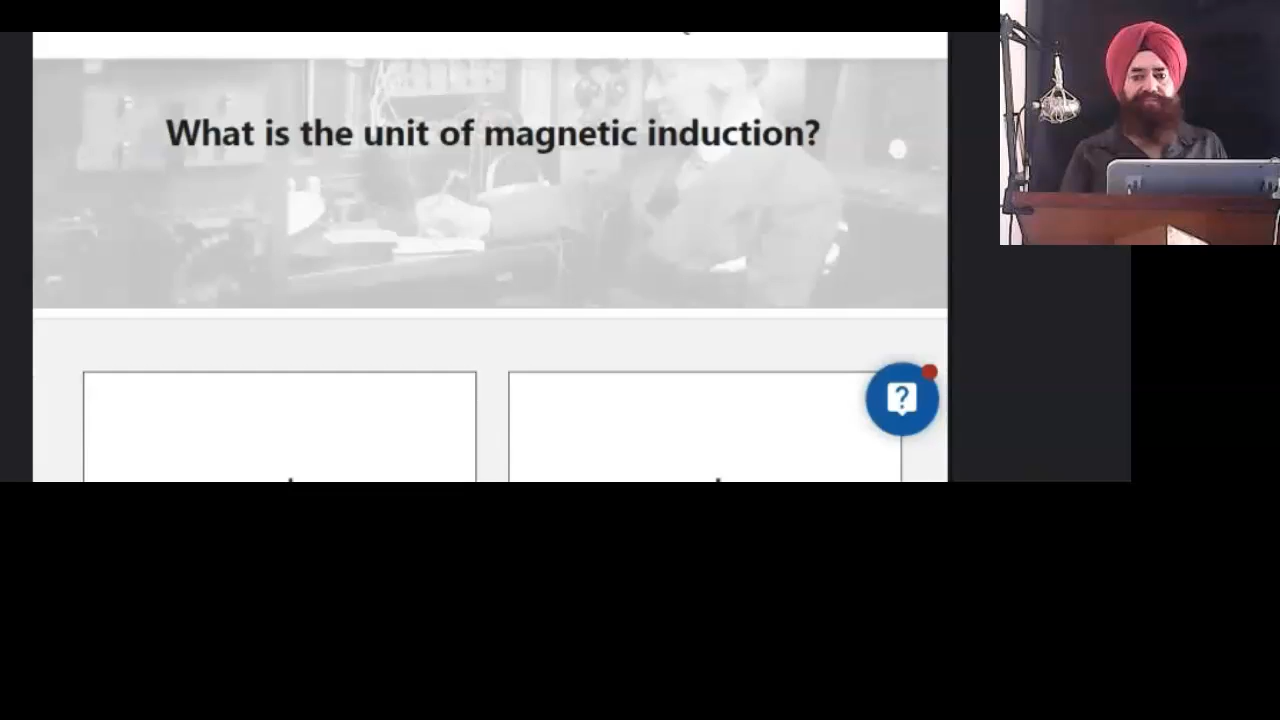 What is the unit of magnetic induction?
?